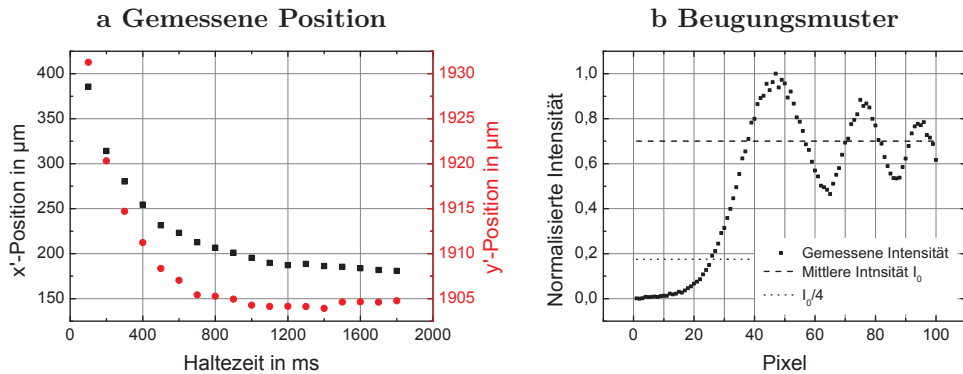 a Gemessene Position
400
350
300
250
200
150
x'-Position in µm
1930
1925
1920
1915
1910
1905
y'-Position in µm
0 400 800 1200 1600 2000
Haltezeit in ms
b Beugungsmuster
1,0
0,8
0,6
0,4
0,2
0,0
Normalisierte Intensität
Gemessene Intensität
Mittlere Intnsität I₀
I₀/4
0 20 40 60 80 100
Pixel